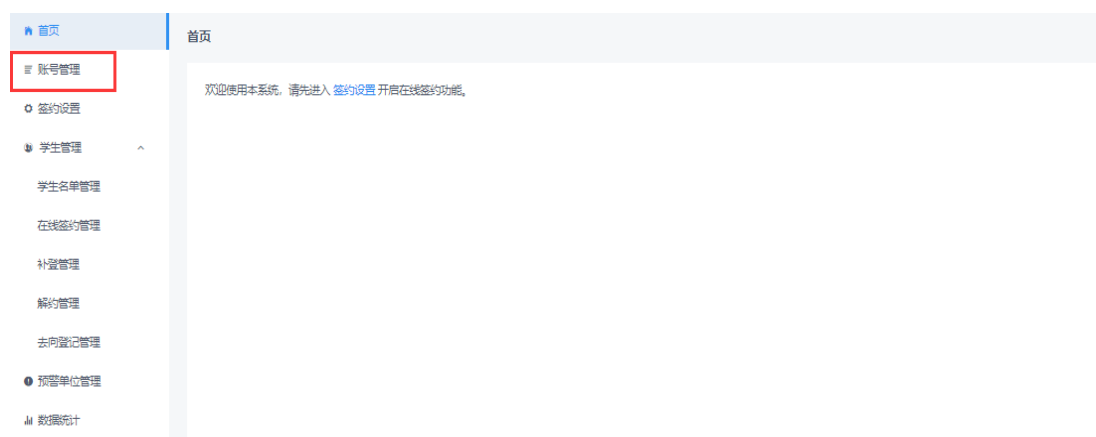 首页
账号管理
签约设置
学生管理
学生名单管理
在线签约管理
补登管理
解约管理
去向登记管理
预警单位管理
数据统计
首页
欢迎使用本系统，请先进入 签约设置 开启在线签约功能。